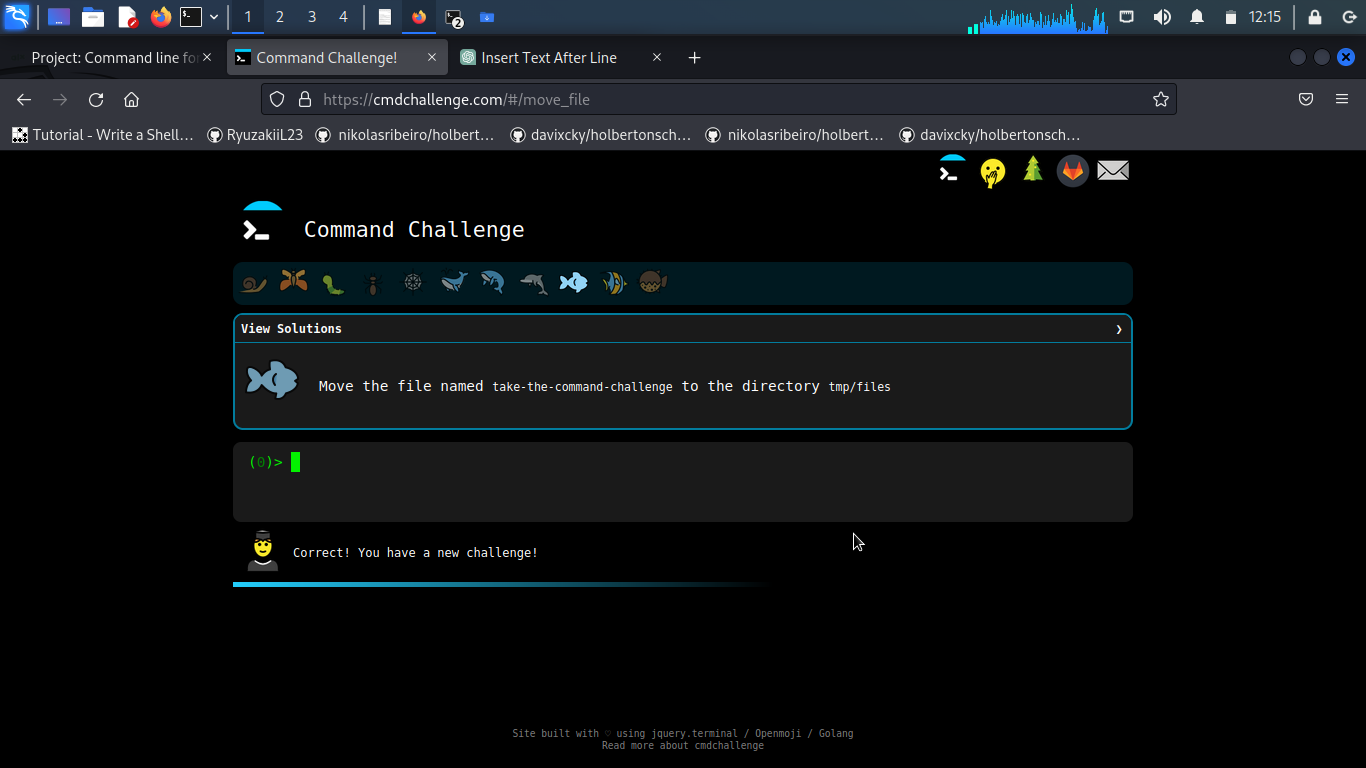 1 2 3 4 2 12:15
Project: Command line fo Command Challenge! Insert Text After Line
https://cmdchallenge.com/#/move_file
Tutorial - Write a Shell... RyuzakiiL23 nikolasribeiro/holbert... davixcky/holbertonsch... nikolasribeiro/holbert... davixcky/holbertonsch...
Command Challenge
View Solutions
Move the file named take-the-command-challenge to the directory tmp/files
(0)>
Correct! You have a new challenge!
Site built with ♡ using jquery.terminal / Openmoji / Golang
Read more about cmdchallenge